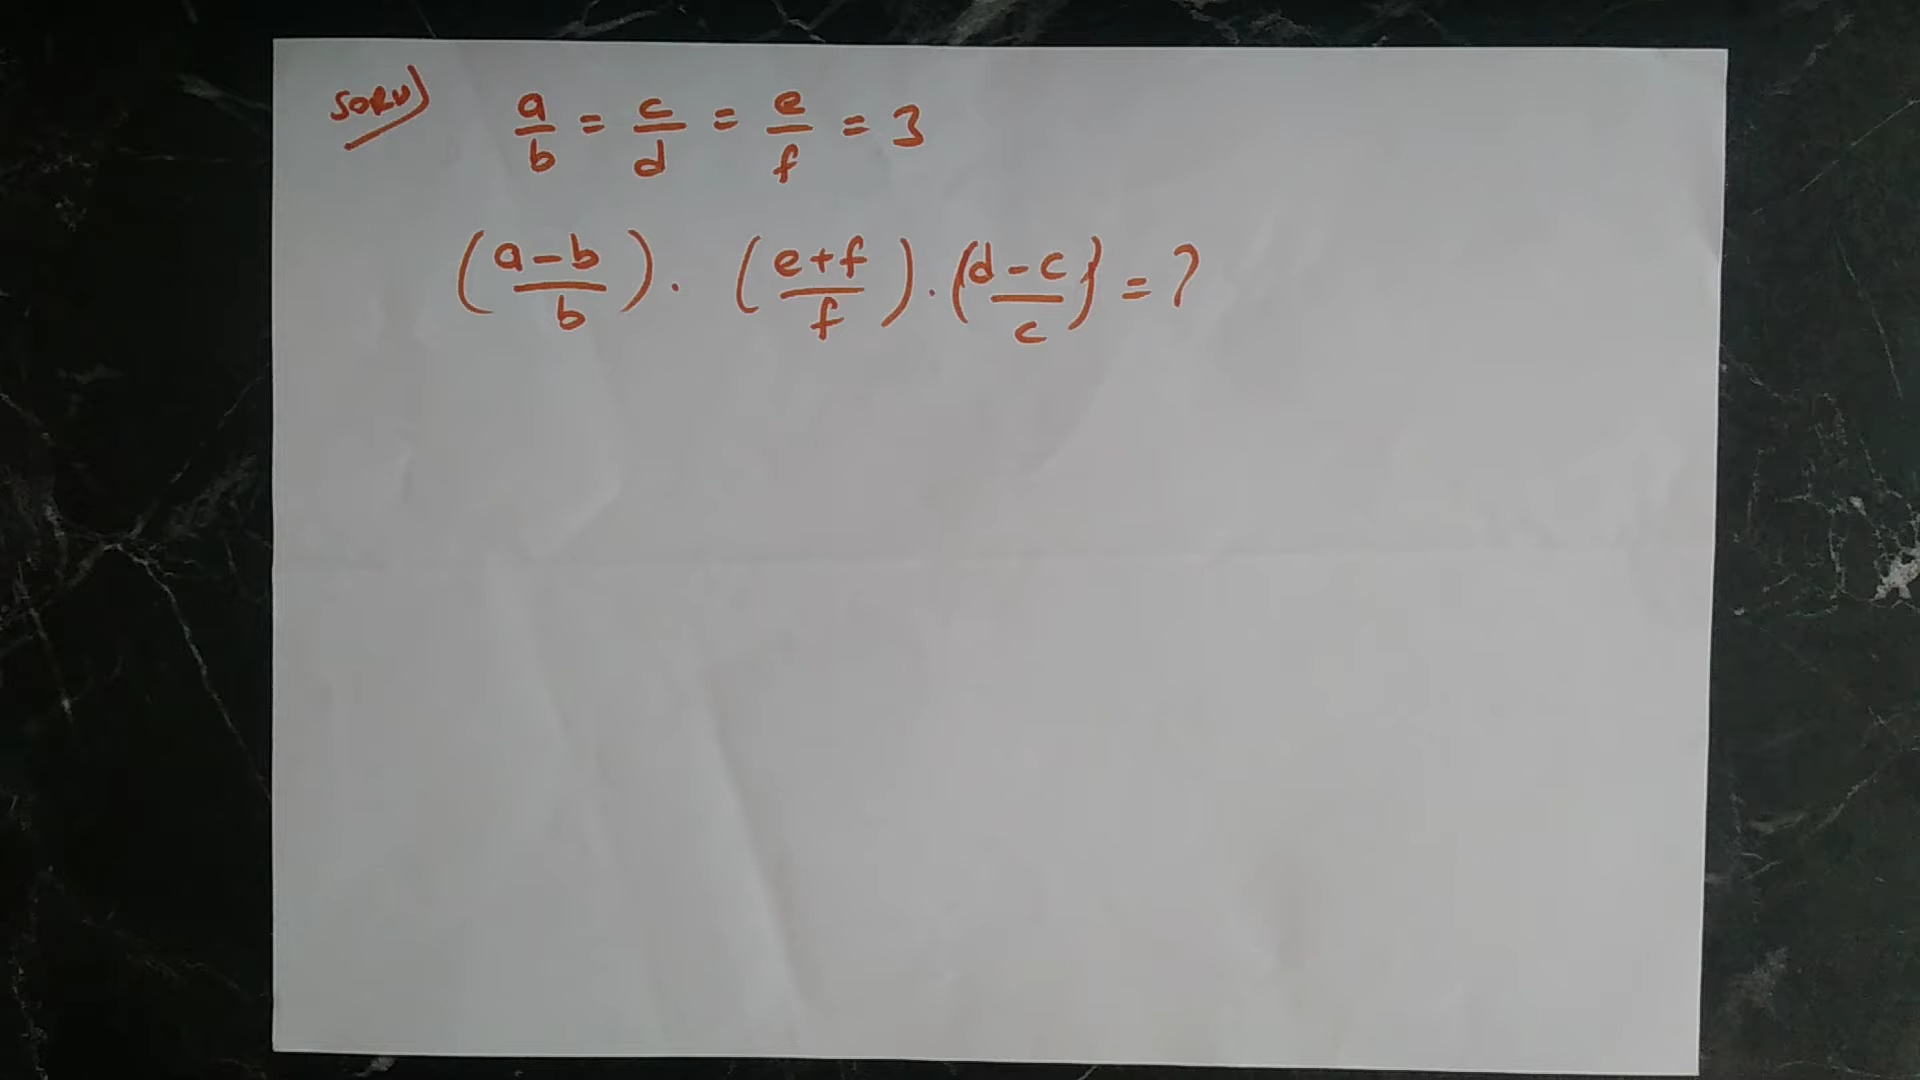 SORU) a/b = c/d = e/f = 3
((a-b)/b) . ((e+f)/f) . ((d-c)/c) = ?